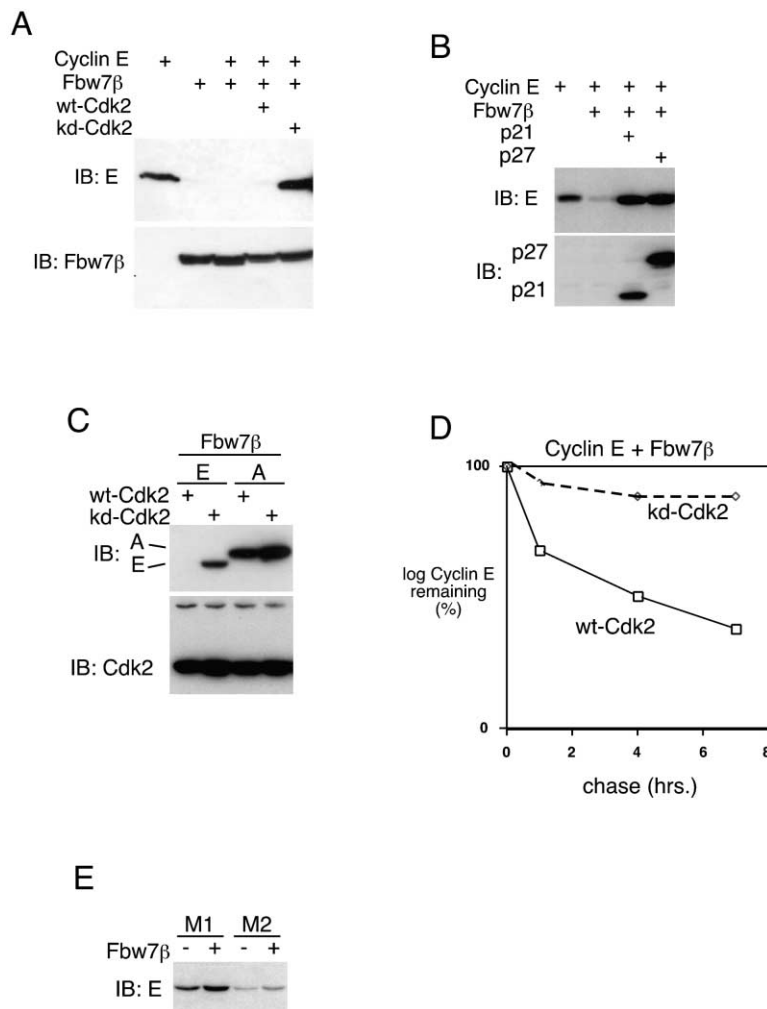 A
Cyclin E + + + +
Fbw7β + + + +
wt-Cdk2 +
kd-Cdk2 +
IB: E
IB: Fbw7β
B
Cyclin E + + + +
Fbw7β + + +
p21 +
p27 +
IB: E
p27
IB:
p21
C
Fbw7β
E A
wt-Cdk2 + +
kd-Cdk2 + +
A
IB:
E
IB: Cdk2
D
Cyclin E + Fbw7β
100
kd-Cdk2
log Cyclin E
remaining
(%)
wt-Cdk2
0
0 2 4 6 8
chase (hrs.)
E
M1 M2
Fbw7β - + - +
IB: E